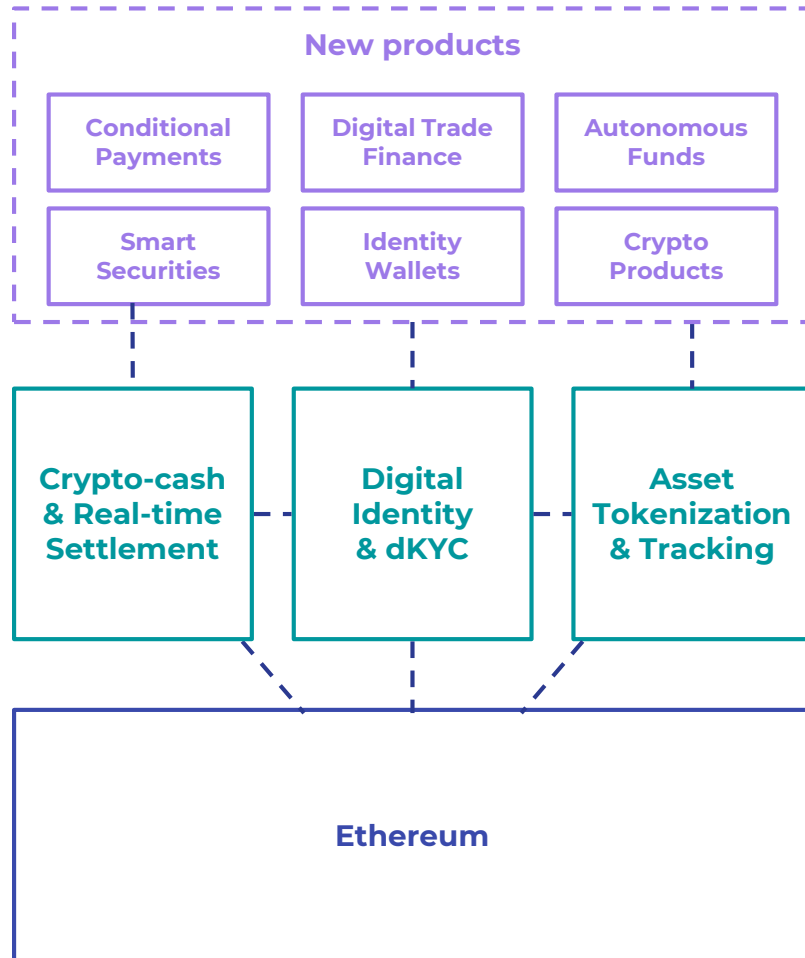 New products
Conditional
Payments
Digital Trade
Finance
Autonomous
Funds
Smart
Securities
Identity
Wallets
Crypto
Products
Crypto-cash
& Real-time
Settlement
Digital
Identity
& dKYC
Asset
Tokenization
& Tracking
Ethereum